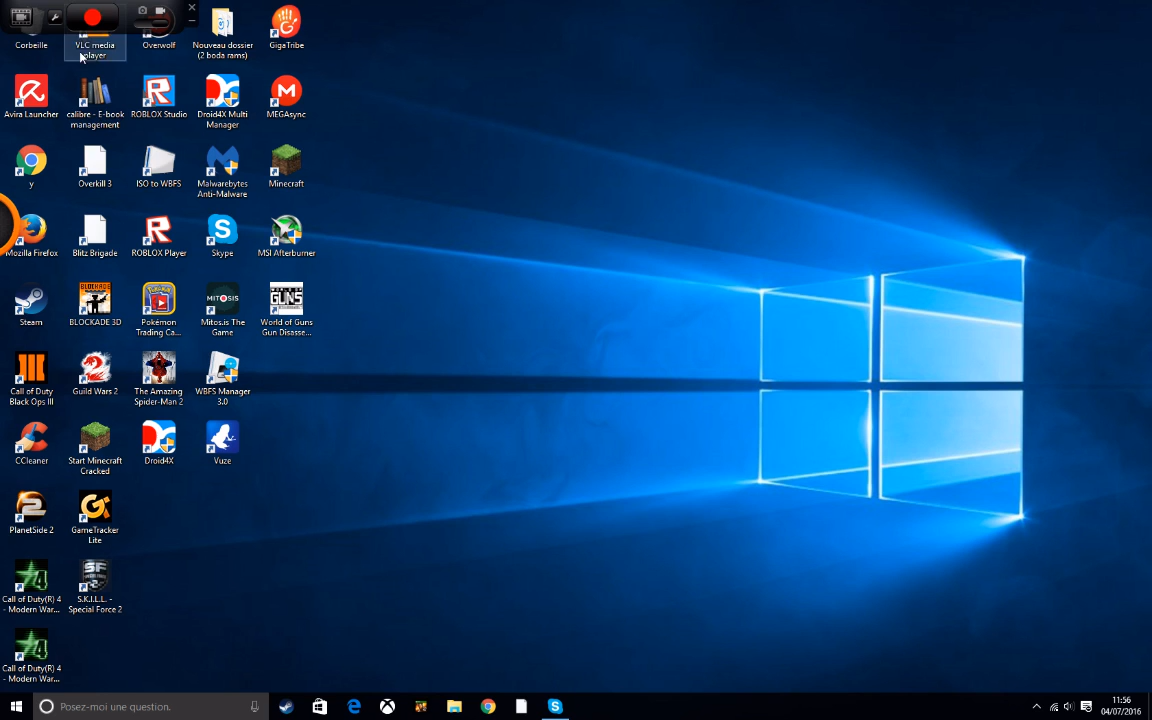 Corbeille
VLC media player
Overwolf
Nouveau dossier (2 boda rams)
GigaTribe
Avira Launcher
calibre - E-book management
ROBLOX Studio
Droid4X Multi Manager
MEGAsync
y
Overkill 3
ISO to WBFS
Malwarebytes Anti-Malware
Minecraft
Mozilla Firefox
Blitz Brigade
ROBLOX Player
Skype
MSI Afterburner
Steam
BLOCKADE 3D
Pokémon Trading Ca...
Mitos.is The Game
World of Guns Gun Disasse...
Call of Duty Black Ops III
Guild Wars 2
The Amazing Spider-Man 2
WBFS Manager 3.0
CCleaner
Start Minecraft Cracked
Droid4X
Vuze
PlanetSide 2
GameTracker Lite
Call of Duty(R) 4 - Modern War...
S.K.I.L.L. - Special Force 2
Call of Duty(R) 4 - Modern War...
Posez-moi une question.
11:56
04/07/2016